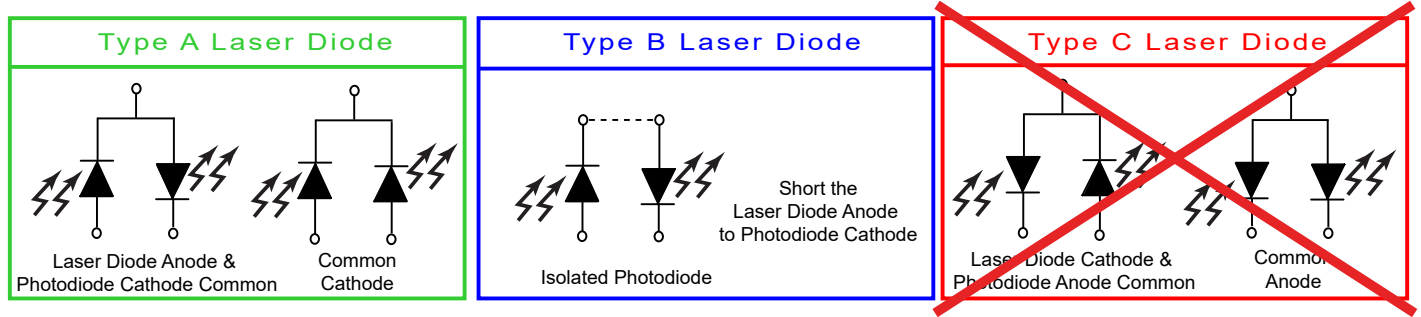 Type A Laser Diode
Laser Diode Anode &
Photodiode Cathode Common
Common
Cathode
Type B Laser Diode
Isolated Photodiode
Short the
Laser Diode Anode
to Photodiode Cathode
Type C Laser Diode
Laser Diode Cathode &
Photodiode Anode Common
Common
Anode